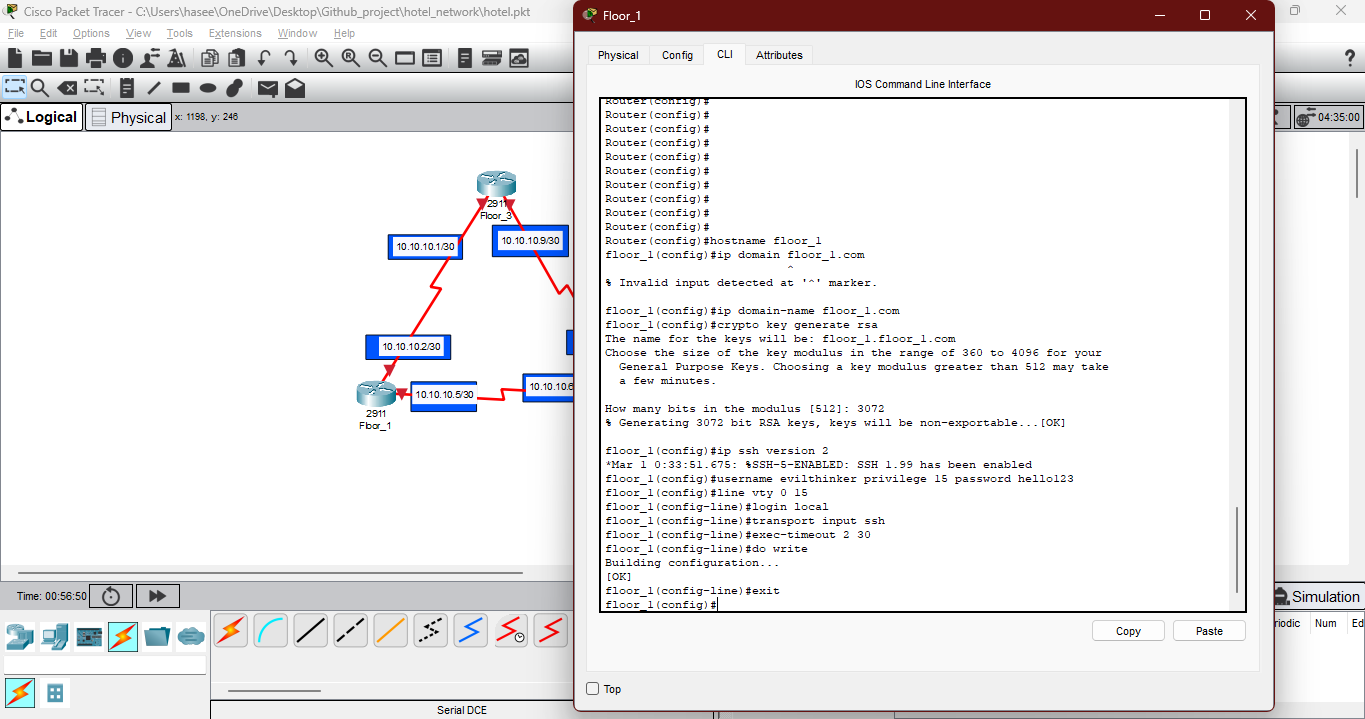 Cisco Packet Tracer - C:\Users\hasee\OneDrive\Desktop\Github_project\hotel_network\hotel.pkt
File Edit Options View Tools Extensions Window Help
Logical
Physical
x: 1198, y: 246
04:35:00
2911
Floor_3
10.10.10.1/30
10.10.10.9/30
10.10.10.2/30
10.10.10.5/30
10.10.10.6
2911
Floor_1
Time: 00:56:50
Simulation
riodic Num Ed
Serial DCE
Floor_1
Physical Config CLI Attributes
IOS Command Line Interface
Router(config)#
Router(config)#
Router(config)#
Router(config)#
Router(config)#
Router(config)#
Router(config)#
Router(config)#
Router(config)#
Router(config)#
Router(config)#hostname floor_1
floor_1(config)#ip domain floor_1.com
^
% Invalid input detected at '^' marker.
floor_1(config)#ip domain-name floor_1.com
floor_1(config)#crypto key generate rsa
The name for the keys will be: floor_1.floor_1.com
Choose the size of the key modulus in the range of 360 to 4096 for your
General Purpose Keys. Choosing a key modulus greater than 512 may take
a few minutes.
How many bits in the modulus [512]: 3072
% Generating 3072 bit RSA keys, keys will be non-exportable...[OK]
floor_1(config)#ip ssh version 2
*Mar 1 0:33:51.675: %SSH-5-ENABLED: SSH 1.99 has been enabled
floor_1(config)#username evilthinker privilege 15 password hello123
floor_1(config)#line vty 0 15
floor_1(config-line)#login local
floor_1(config-line)#transport input ssh
floor_1(config-line)#exec-timeout 2 30
floor_1(config-line)#do write
Building configuration...
[OK]
floor_1(config-line)#exit
floor_1(config)#
Copy
Paste
Top